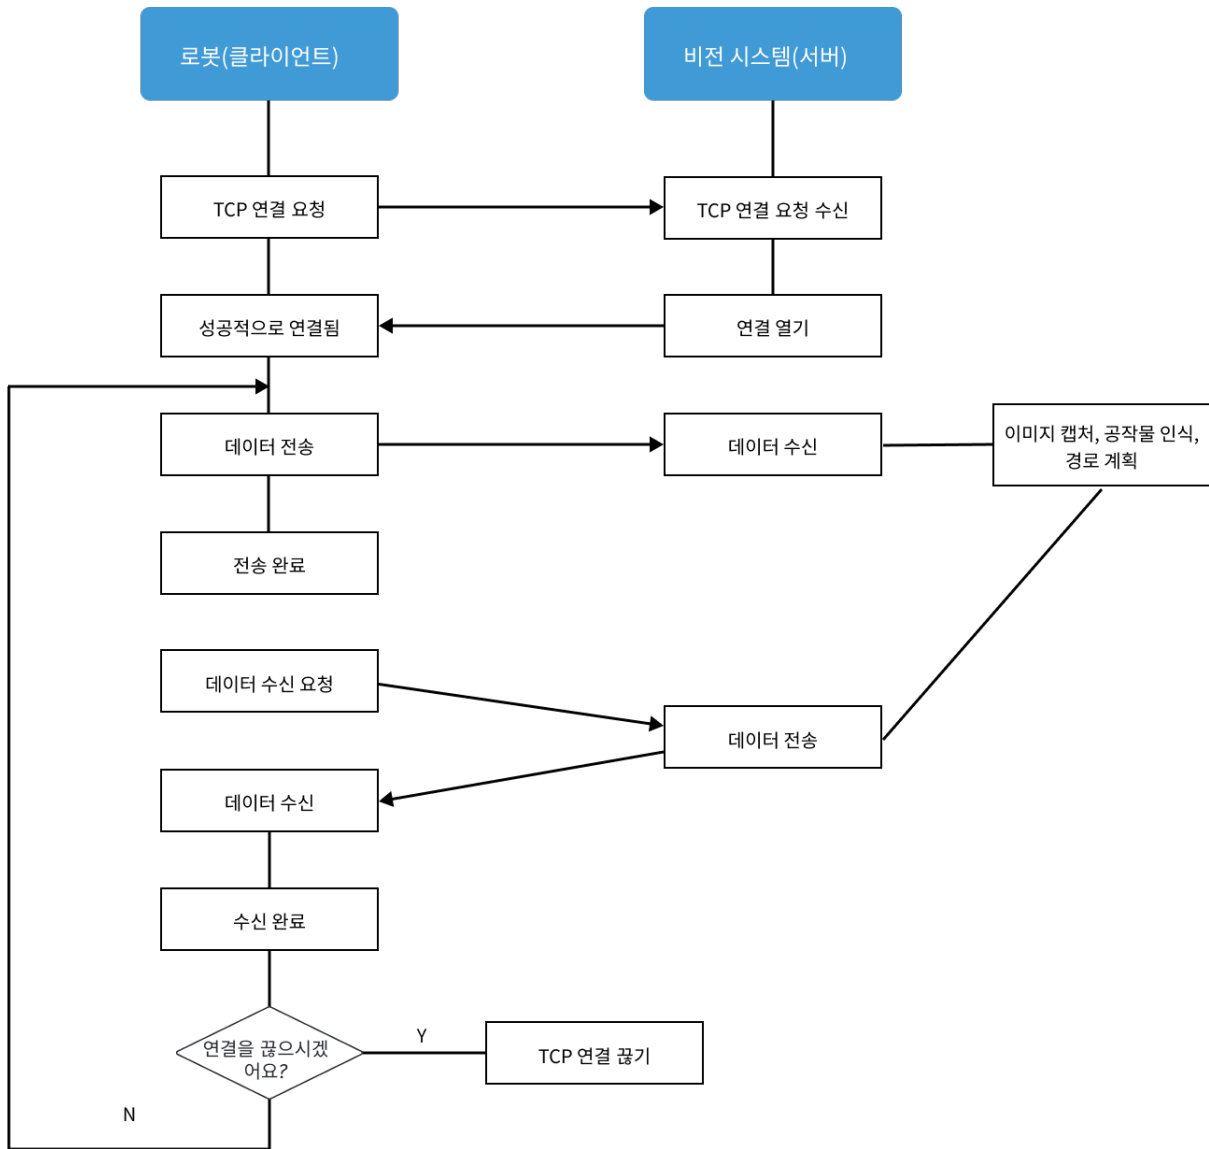 로봇(클라이언트)
비전 시스템(서버)
TCP 연결 요청
TCP 연결 요청 수신
성공적으로 연결됨
연결 열기
데이터 전송
데이터 수신
이미지 캡처, 공작물 인식,
경로 계획
전송 완료
데이터 수신 요청
데이터 전송
데이터 수신
수신 완료
연결을 끊으시겠
어요?
Y
TCP 연결 끊기
N